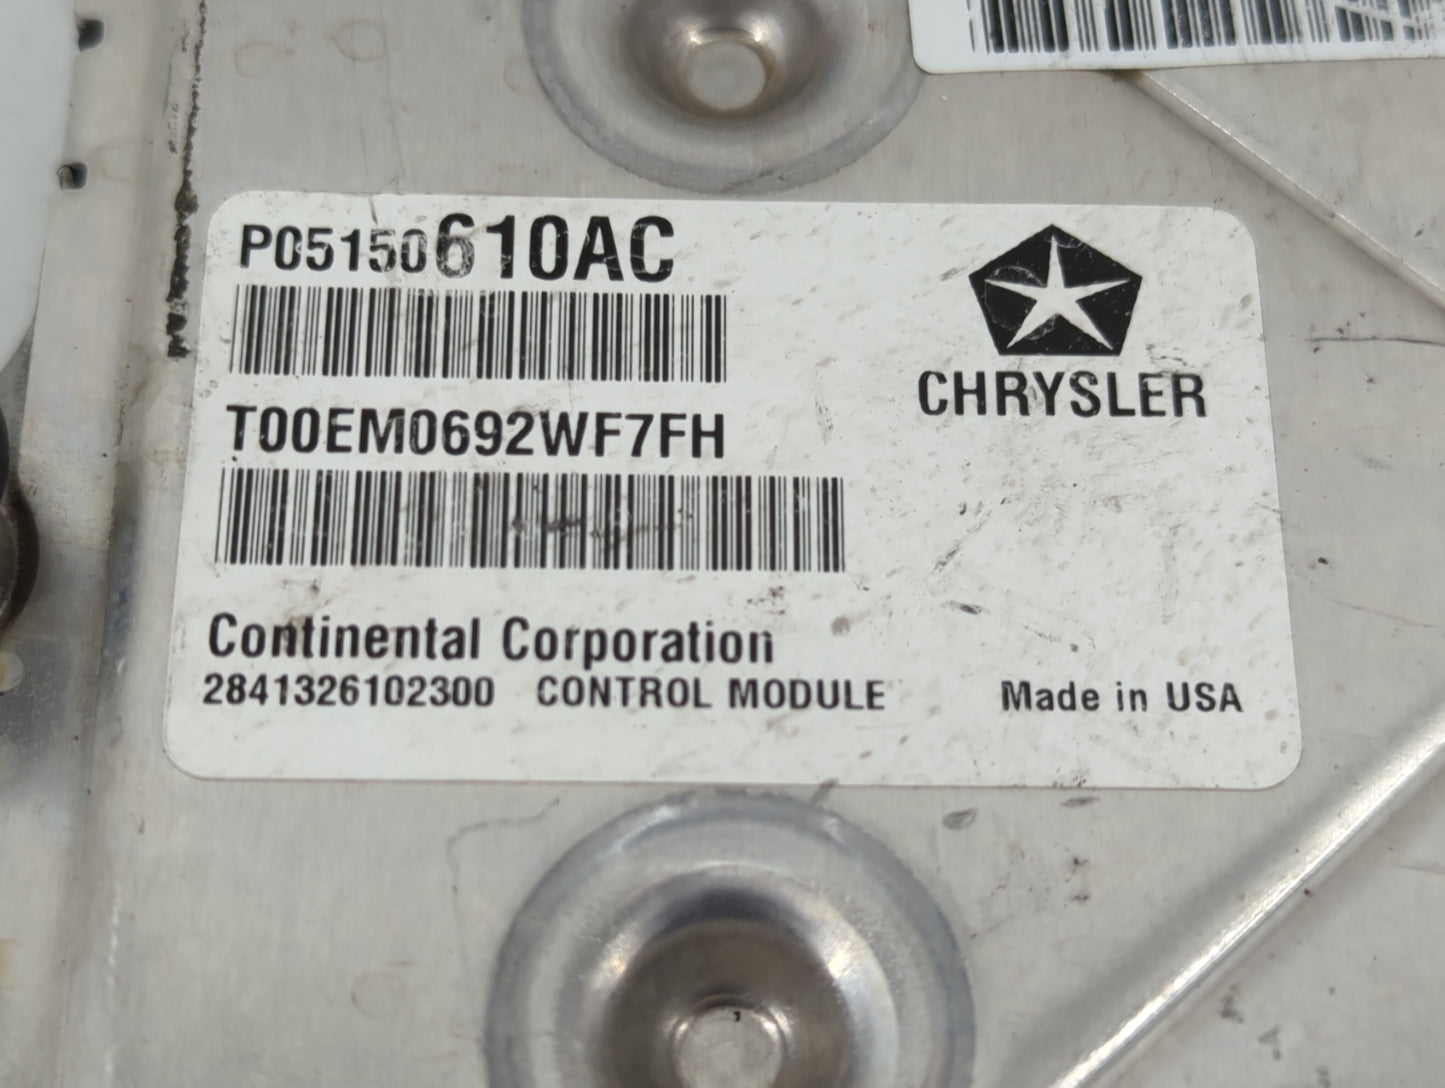 P05150610AC
CHRYSLER
T00EM0692WF7FH
Continental Corporation
2841326102300 CONTROL MODULE Made in USA